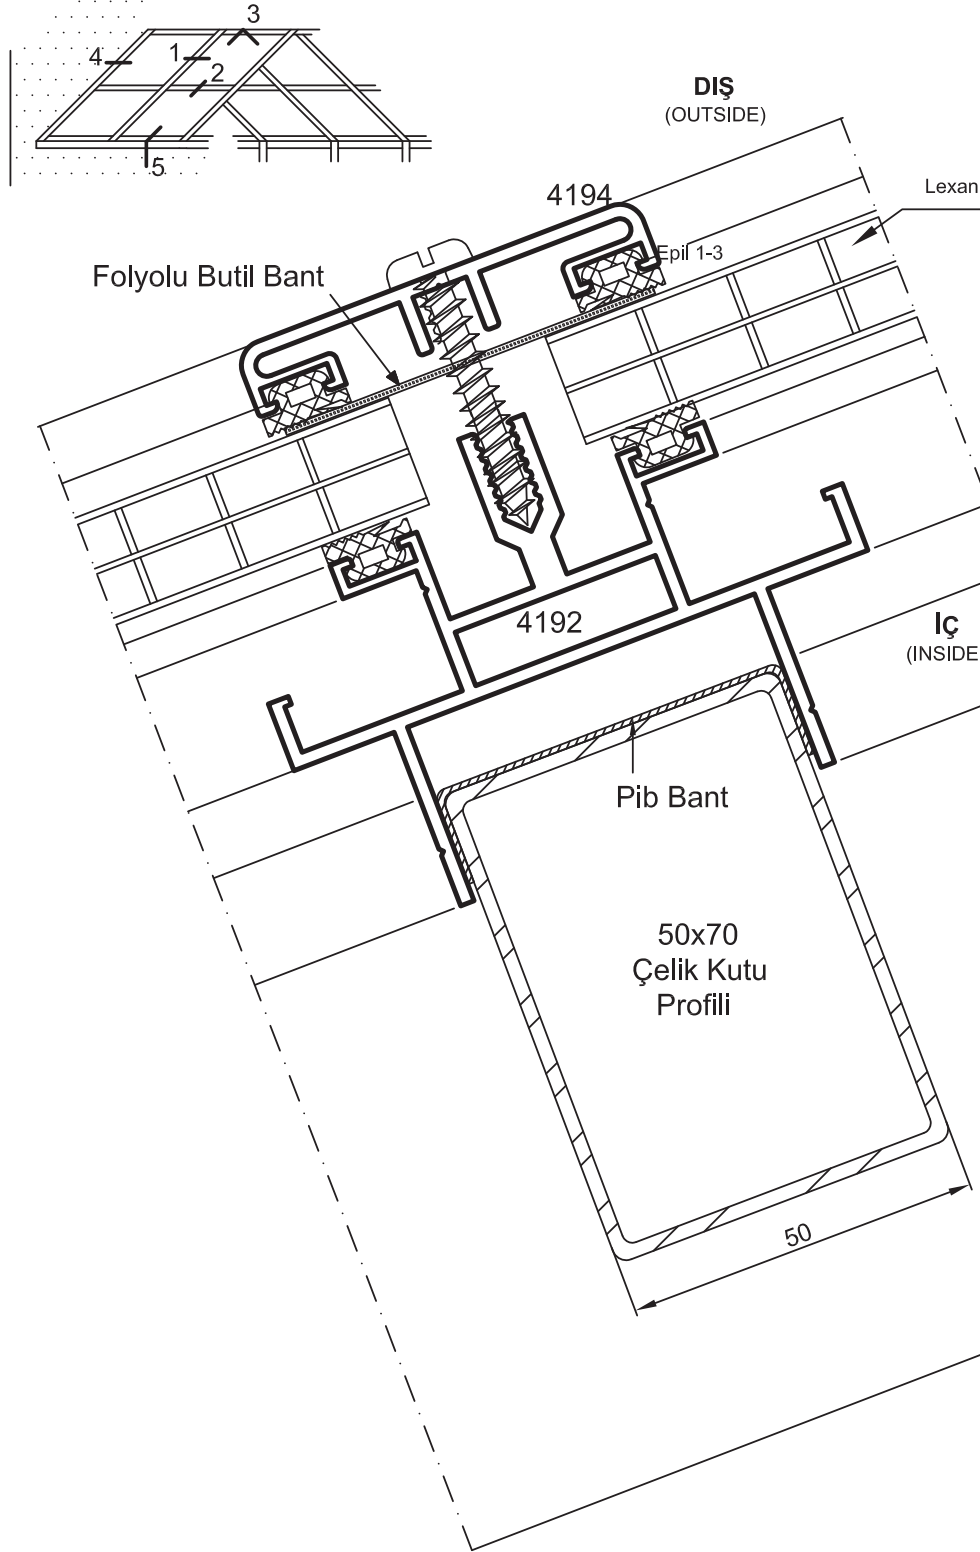 3
4
1
2
5
DIŞ
(OUTSIDE)
Lexan
4194
Epil 1-3
Folyolu Butil Bant
4192
İÇ
(INSIDE
Pib Bant
50x70
Çelik Kutu
Profili
50